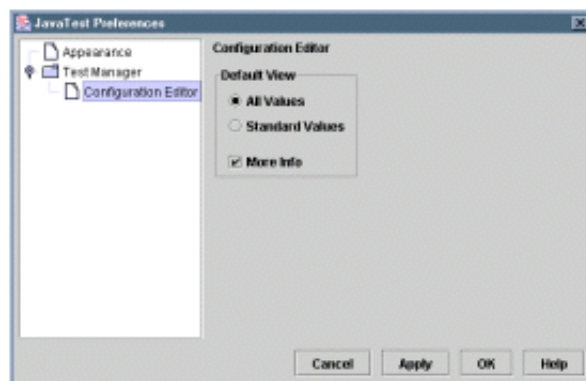 JavaTest Preferences
Appearance
Test Manager
Configuration Editor
Configuration Editor
Default View
All Values
Standard Values
More Info
Cancel
Apply
OK
Help